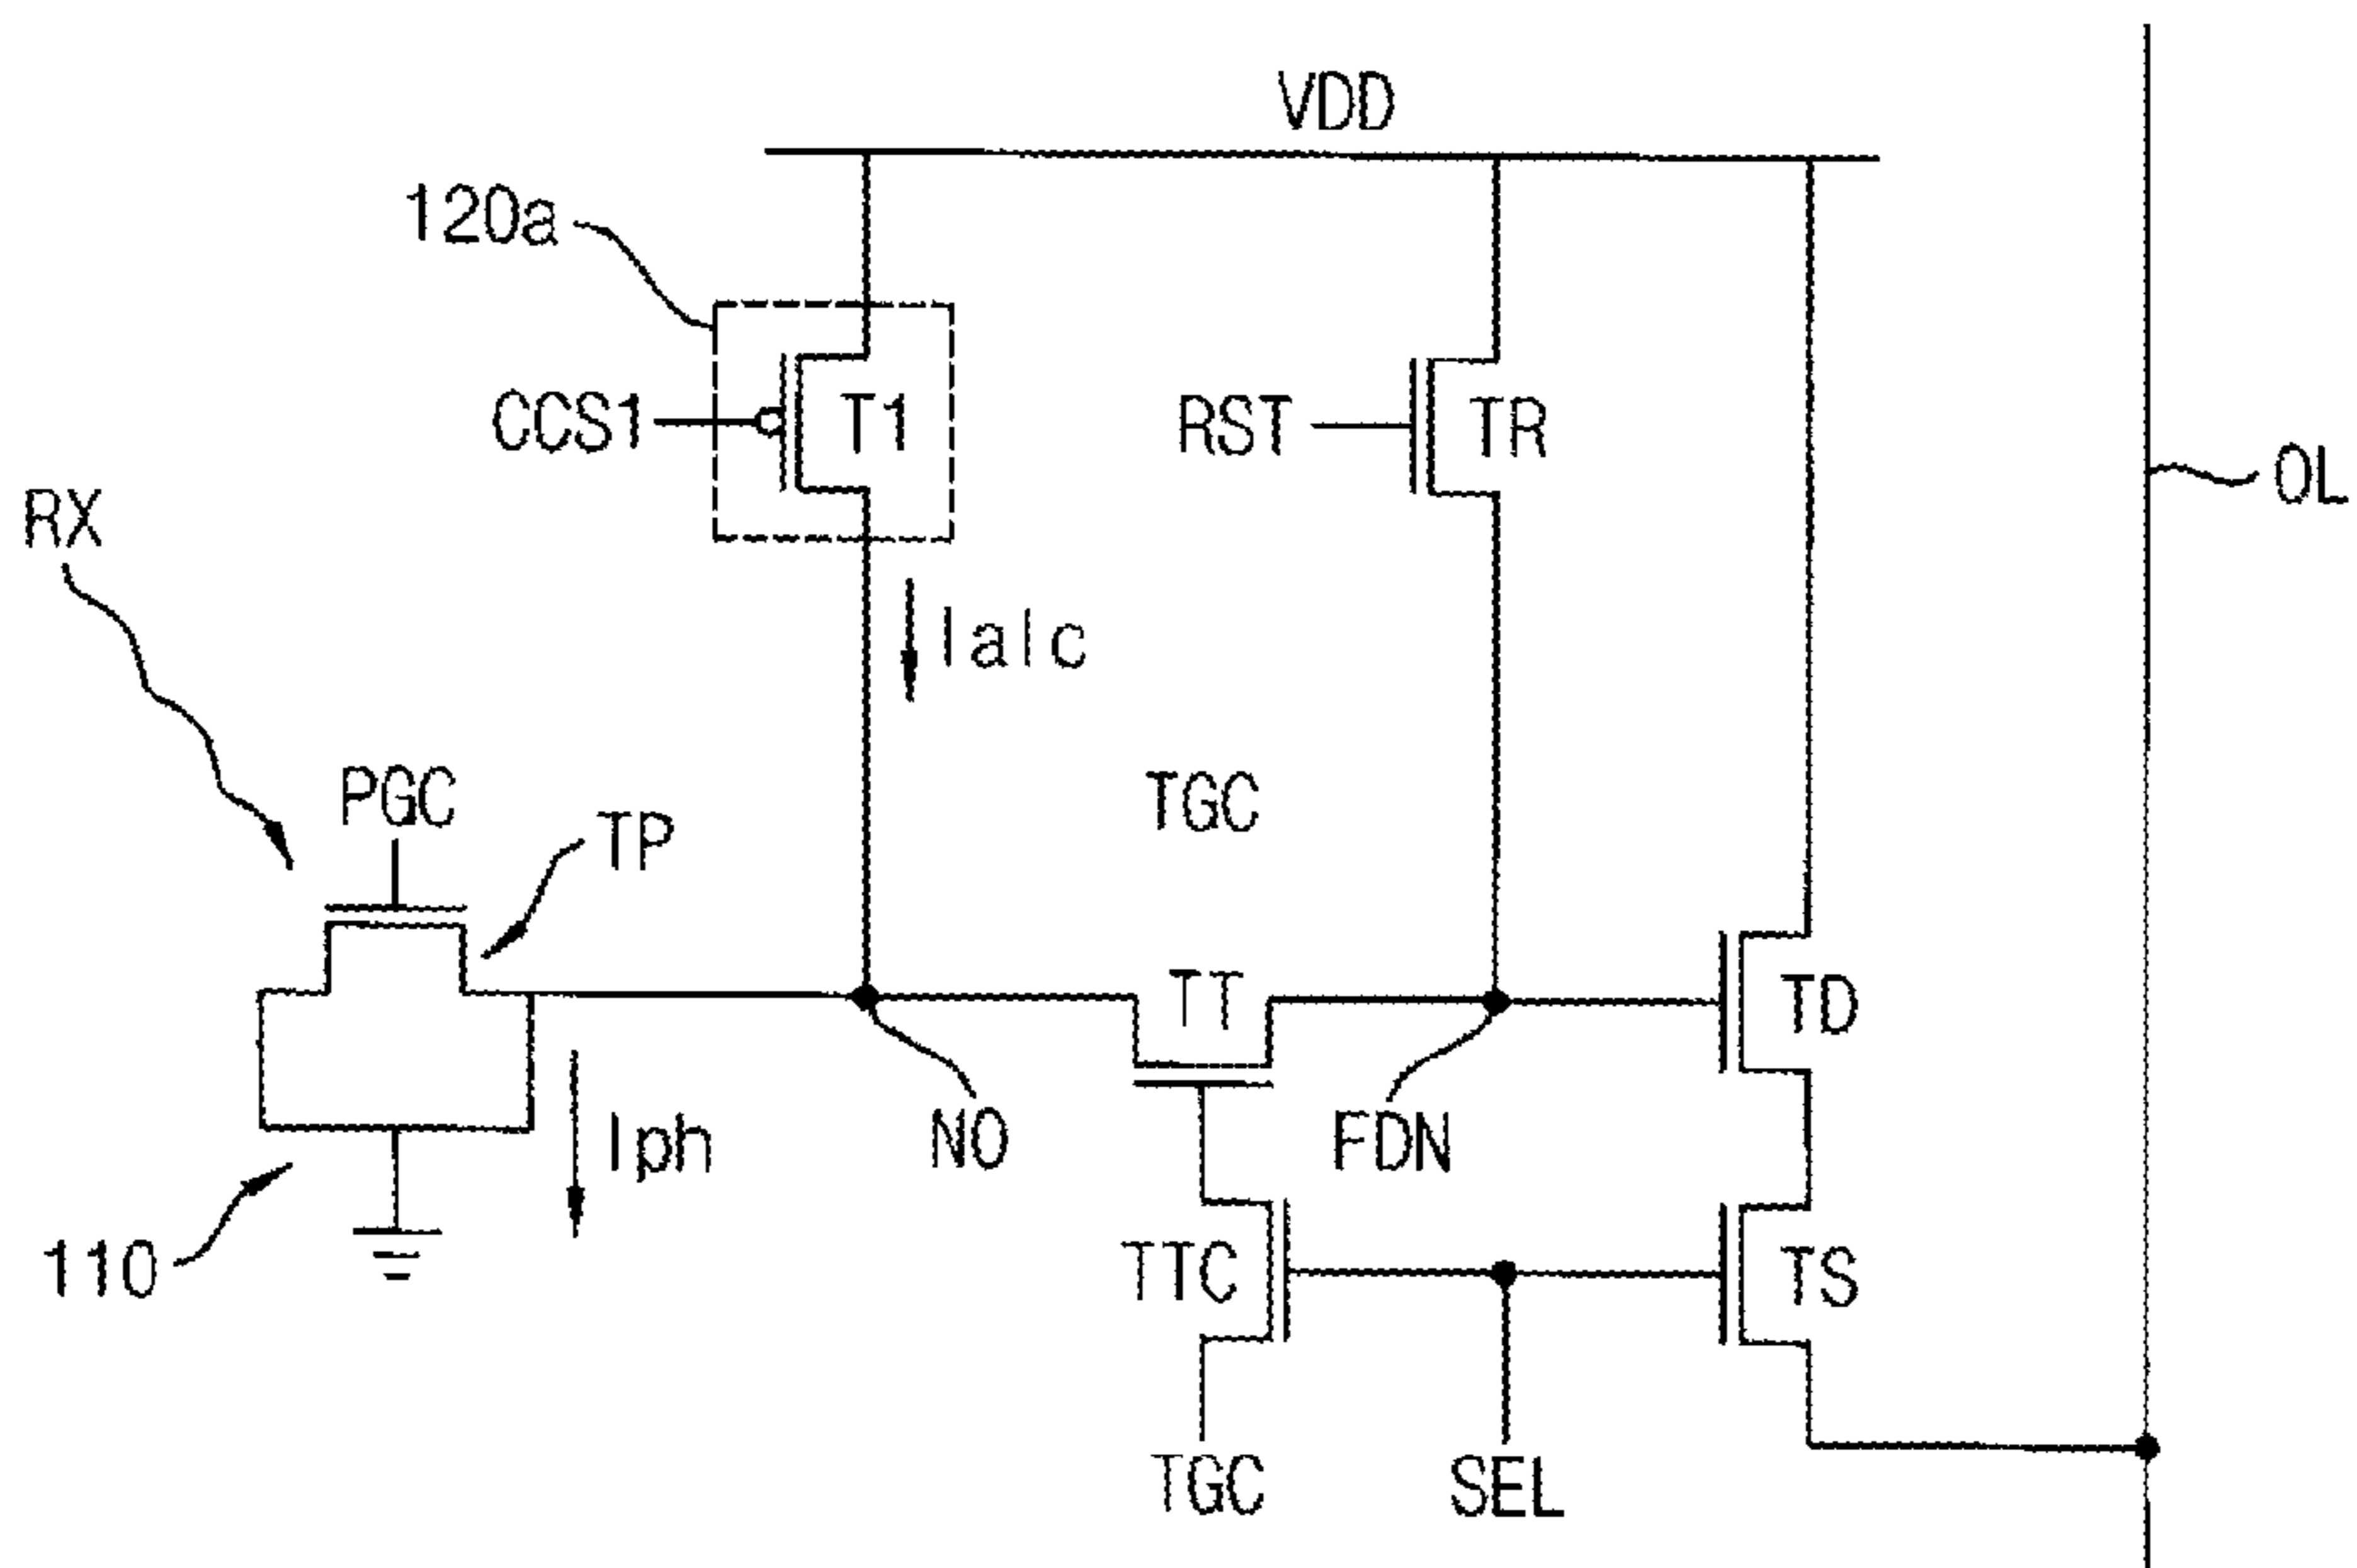 VDD
120a
CCS1
T1
RST
TR
OL
RX
Ialc
PGC
TP
TGC
TT
TD
Iph
NO
FDN
110
TTC
TS
TGC
SEL